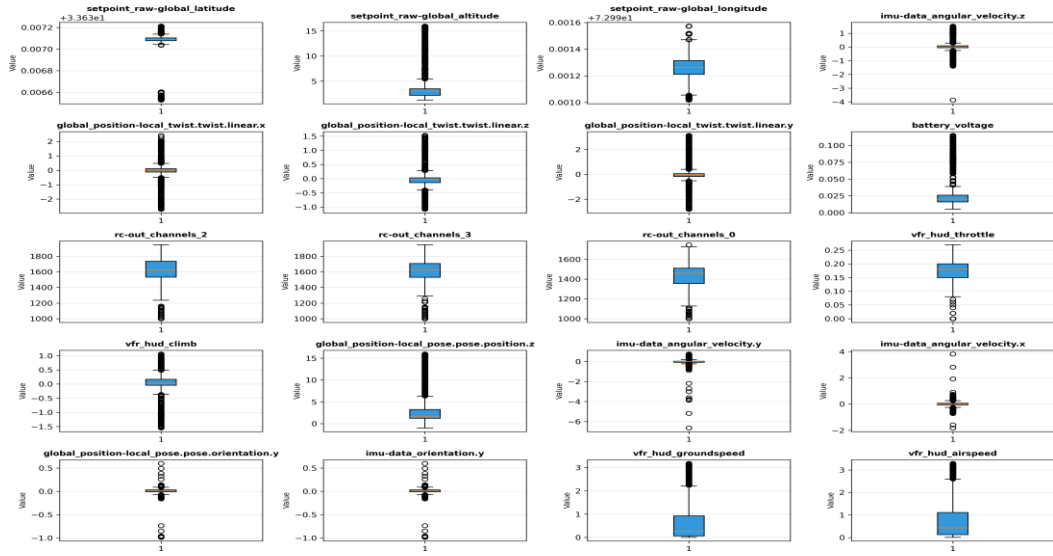 setpoint_raw-global_latitude
+3.363e1
0.0072
0.0070
0.0068
0.0066
Value
1
setpoint_raw-global_altitude
15
10
5
Value
1
setpoint_raw-global_longitude
+7.299e1
0.0016
0.0014
0.0012
0.0010
Value
1
imu-data_angular_velocity.z
1
0
−1
−2
−3
−4
Value
1
global_position-local_twist.twist.linear.x
2
1
0
−1
−2
Value
1
global_position-local_twist.twist.linear.z
1.5
1.0
0.5
0.0
−0.5
−1.0
Value
1
global_position-local_twist.twist.linear.y
2
0
−2
Value
1
battery_voltage
0.100
0.075
0.050
0.025
0.000
Value
1
rc-out_channels_2
1800
1600
1400
1200
1000
Value
1
rc-out_channels_3
1800
1600
1400
1200
1000
Value
1
rc-out_channels_0
1600
1400
1200
1000
Value
1
vfr_hud_throttle
0.25
0.20
0.15
0.10
0.05
0.00
Value
1
vfr_hud_climb
1.0
0.5
0.0
−0.5
−1.0
−1.5
Value
1
global_position-local_pose.pose.position.z
15
10
5
0
Value
1
imu-data_angular_velocity.y
0
−2
−4
−6
Value
1
imu-data_angular_velocity.x
4
2
0
−2
Value
1
global_position-local_pose.pose.orientation.y
0.5
0.0
−0.5
−1.0
Value
1
imu-data_orientation.y
0.5
0.0
−0.5
−1.0
Value
1
vfr_hud_groundspeed
3
2
1
0
Value
1
vfr_hud_airspeed
3
2
1
0
Value
1